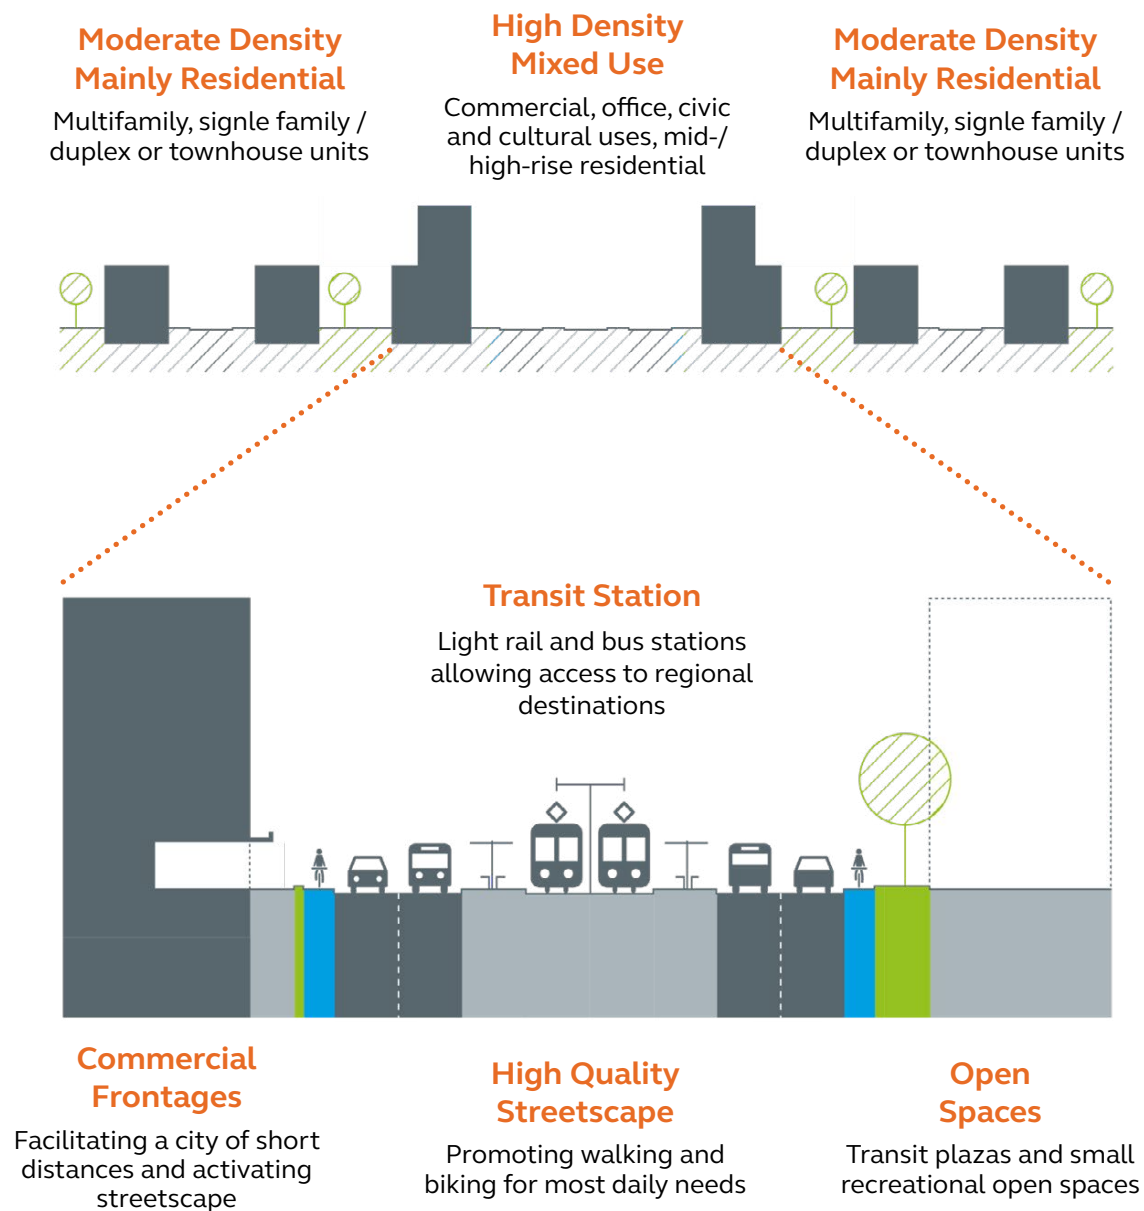 Moderate Density
Mainly Residential
Multifamily, signle family /
duplex or townhouse units
High Density
Mixed Use
Commercial, office, civic
and cultural uses, mid-/
high-rise residential
Moderate Density
Mainly Residential
Multifamily, signle family /
duplex or townhouse units
Transit Station
Light rail and bus stations
allowing access to regional
destinations
Commercial
Frontages
Facilitating a city of short
distances and activating
streetscape
High Quality
Streetscape
Promoting walking and
biking for most daily needs
Open
Spaces
Transit plazas and small
recreational open spaces